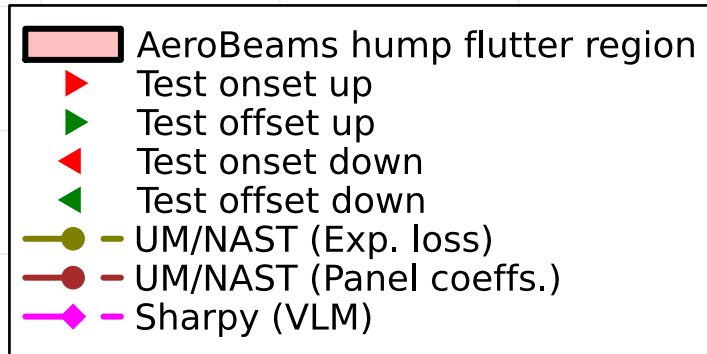 AeroBeams hump flutter region
Test onset up
Test offset up
Test onset down
Test offset down
UM/NAST (Exp. loss)
UM/NAST (Panel coeffs.)
Sharpy (VLM)